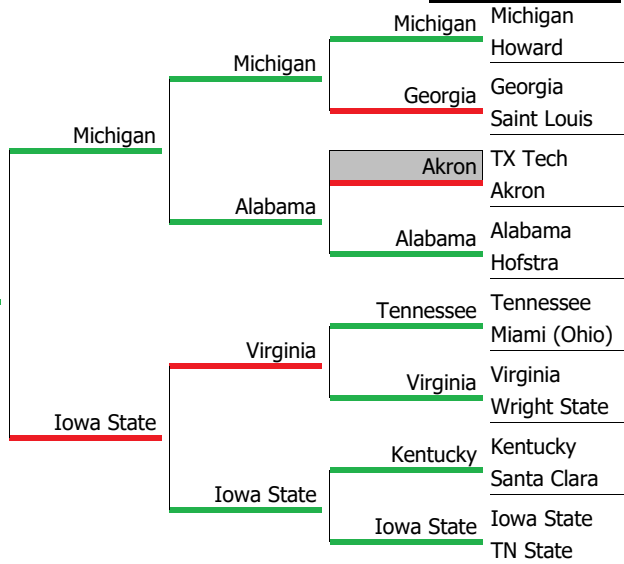 Michigan
Howard
Georgia
Saint Louis
TX Tech
Akron
Alabama
Hofstra
Tennessee
Miami (Ohio)
Virginia
Wright State
Kentucky
Santa Clara
Iowa State
TN State
Michigan
Georgia
Akron
Alabama
Tennessee
Virginia
Kentucky
Iowa State
Michigan
Alabama
Virginia
Iowa State
Michigan
Iowa State